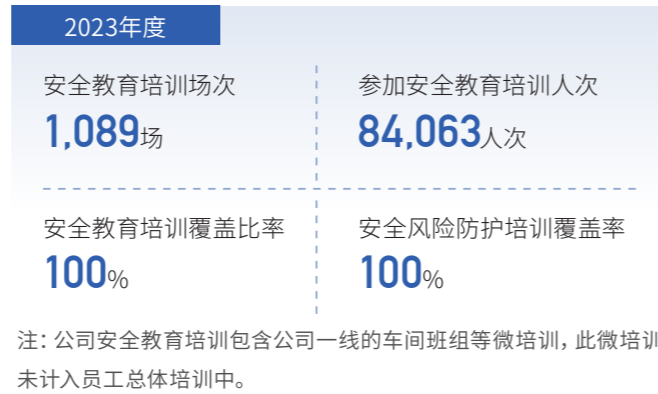 2023年度
安全教育培训场次
参加安全教育培训人次
1,089场
84,063人次
安全教育培训覆盖比率
安全风险防护培训覆盖率
100%
100%
注：公司安全教育培训包含公司一线的车间班组等微培训，此微培训
未计入员工总体培训中。